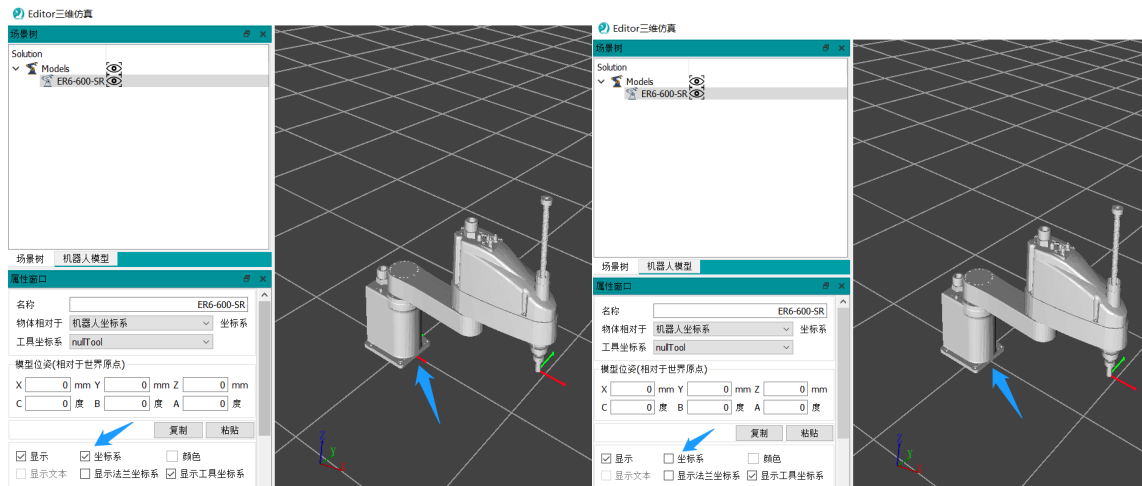 Editor三维仿真
场景树
Solution
Models
ER6-600-SR
场景树 机器人模型
属性窗口
名称 ER6-600-SR
物体相对于 机器人坐标系 坐标系
工具坐标系 nullTool
模型位姿(相对于世界原点)
X 0 mm Y 0 mm Z 0 mm
C 0 度 B 0 度 A 0 度
复制 粘贴
显示 坐标系 颜色
显示文本 显示法兰坐标系 显示工具坐标系
Z
Y
X
Editor三维仿真
场景树
Solution
Models
ER6-600-SR
场景树 机器人模型
属性窗口
名称 ER6-600-SR
物体相对于 机器人坐标系 坐标系
工具坐标系 nullTool
模型位姿(相对于世界原点)
X 0 mm Y 0 mm Z 0 mm
C 0 度 B 0 度 A 0 度
复制 粘贴
显示 坐标系 颜色
显示文本 显示法兰坐标系 显示工具坐标系
Z
Y
X